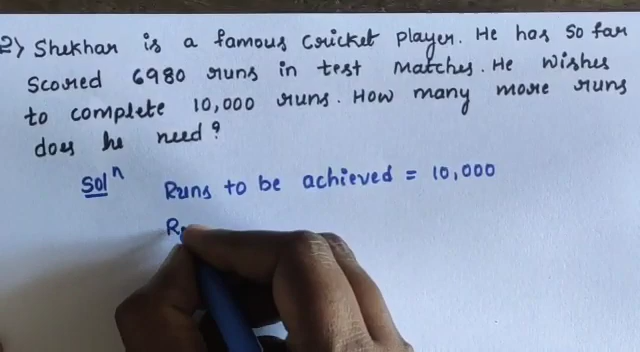 2) Shekhar is a famous cricket player. He has so far
scored 6980 runs in test matches. He wishes
to complete 10,000 runs. How many more runs
does he need?
Solⁿ Runs to be achieved = 10,000
R